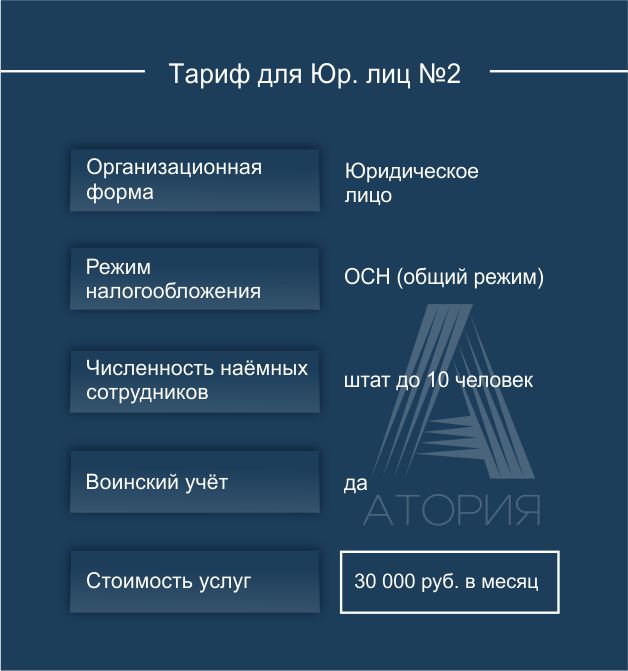 Тариф для Юр. лиц №2
Организационная
форма
Юридическое
лицо
Режим
налогообложения
ОСН (общий режим)
Численность наёмных
сотрудников
штат до 10 человек
Воинский учёт
да
АТОРИЯ
Стоимость услуг
30 000 руб. в месяц